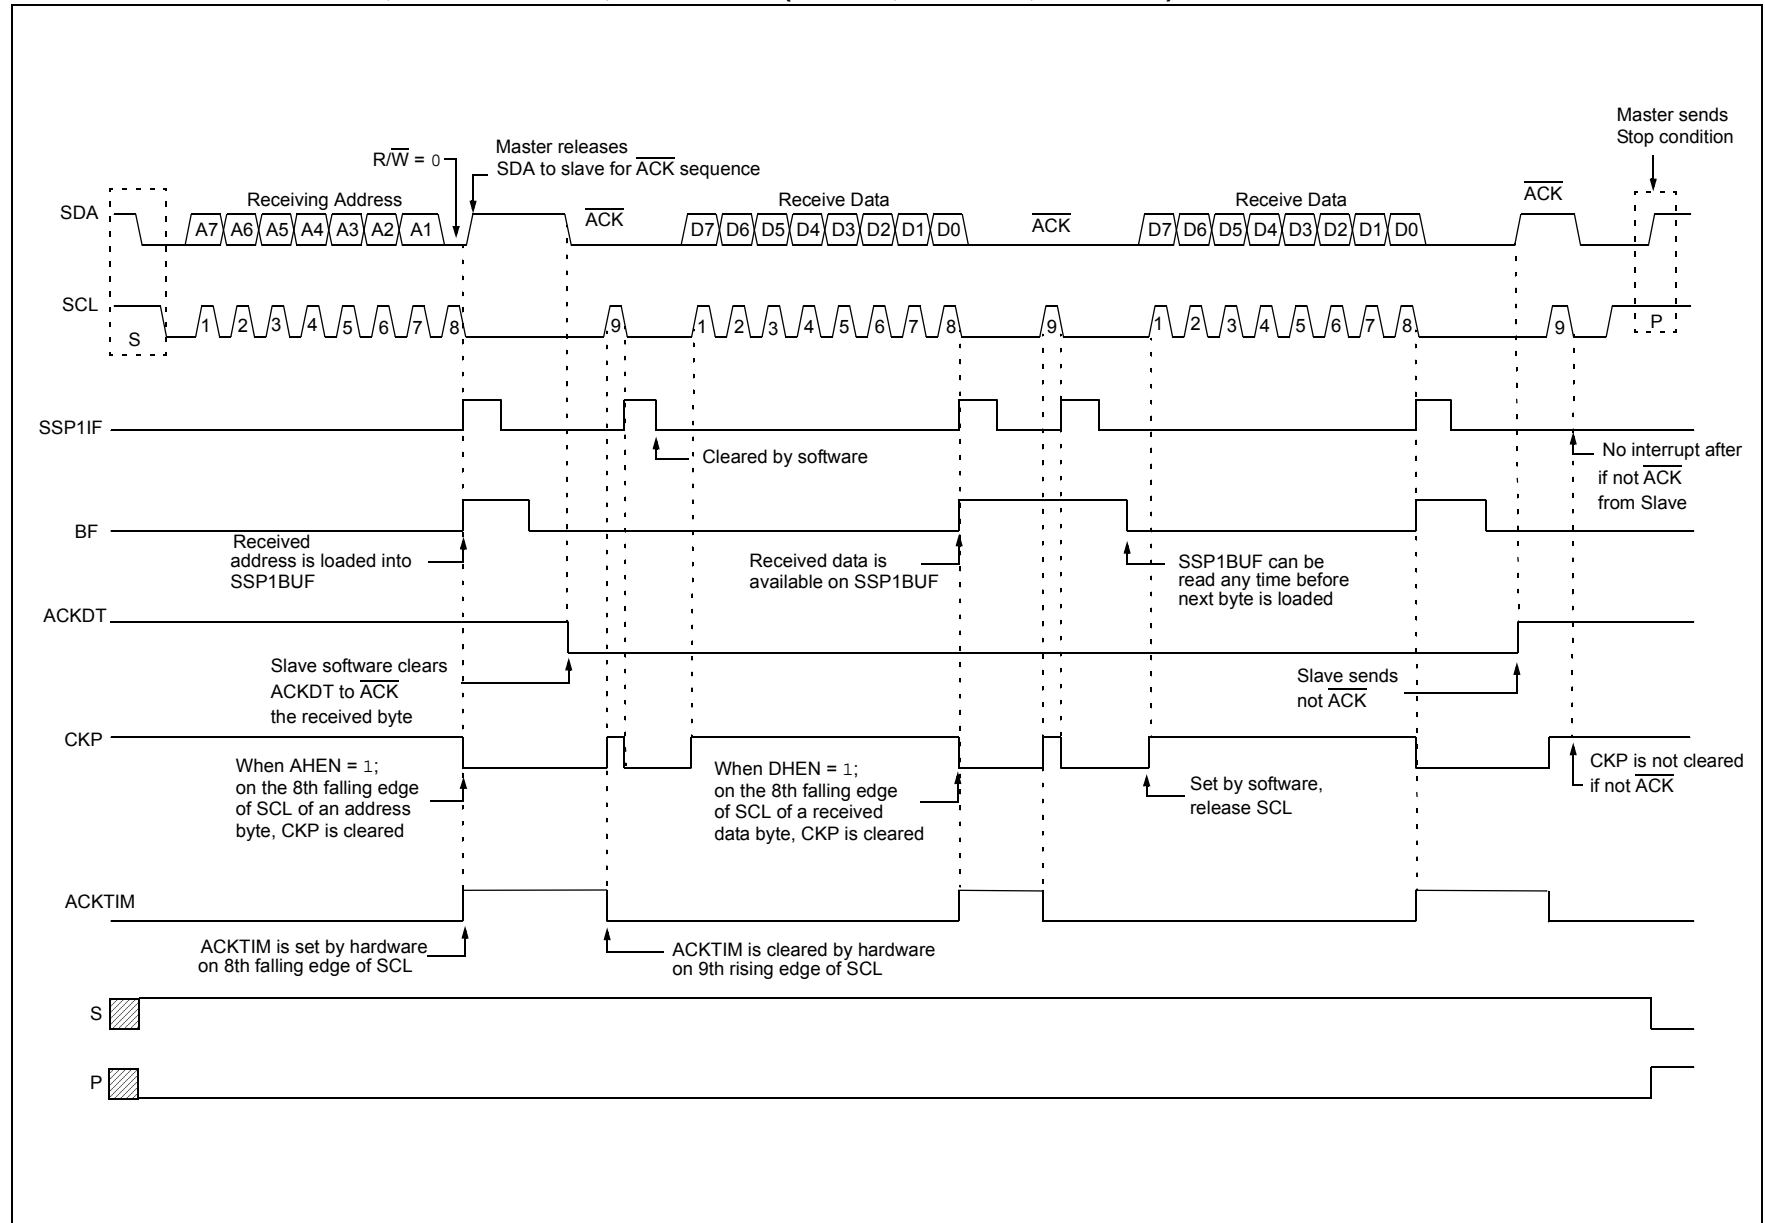 Master sends
Stop condition
R/W̅ = 0
Master releases
SDA to slave for A̅C̅K̅ sequence
SDA
Receiving Address
A7 A6 A5 A4 A3 A2 A1
A̅C̅K̅
Receive Data
D7 D6 D5 D4 D3 D2 D1 D0
A̅C̅K̅
Receive Data
D7 D6 D5 D4 D3 D2 D1 D0
A̅C̅K̅
SCL
S
1 2 3 4 5 6 7 8
9
1 2 3 4 5 6 7 8
9
1 2 3 4 5 6 7 8
9
P
SSP1IF
Cleared by software
No interrupt after
if not A̅C̅K̅
from Slave
BF
Received
address is loaded into
SSP1BUF
Received data is
available on SSP1BUF
SSP1BUF can be
read any time before
next byte is loaded
ACKDT
Slave software clears
ACKDT to A̅C̅K̅
the received byte
Slave sends
not A̅C̅K̅
CKP
When AHEN = 1;
on the 8th falling edge
of SCL of an address
byte, CKP is cleared
When DHEN = 1;
on the 8th falling edge
of SCL of a received
data byte, CKP is cleared
Set by software,
release SCL
CKP is not cleared
if not A̅C̅K̅
ACKTIM
ACKTIM is set by hardware
on 8th falling edge of SCL
ACKTIM is cleared by hardware
on 9th rising edge of SCL
S
P